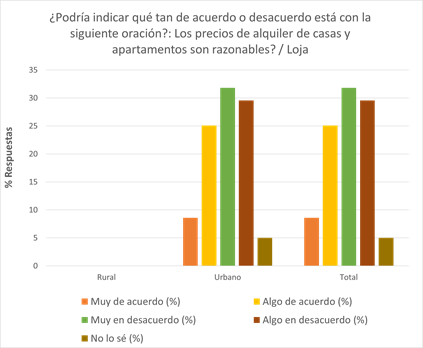 ¿Podría indicar qué tan de acuerdo o desacuerdo está con la
siguiente oración?: Los precios de alquiler de casas y
apartamentos son razonables? / Loja
35
30
25
20
15
10
5
0
% Respuestas
Rural Urbano Total
Muy de acuerdo (%) Algo de acuerdo (%)
Muy en desacuerdo (%) Algo en desacuerdo (%)
No lo sé (%)